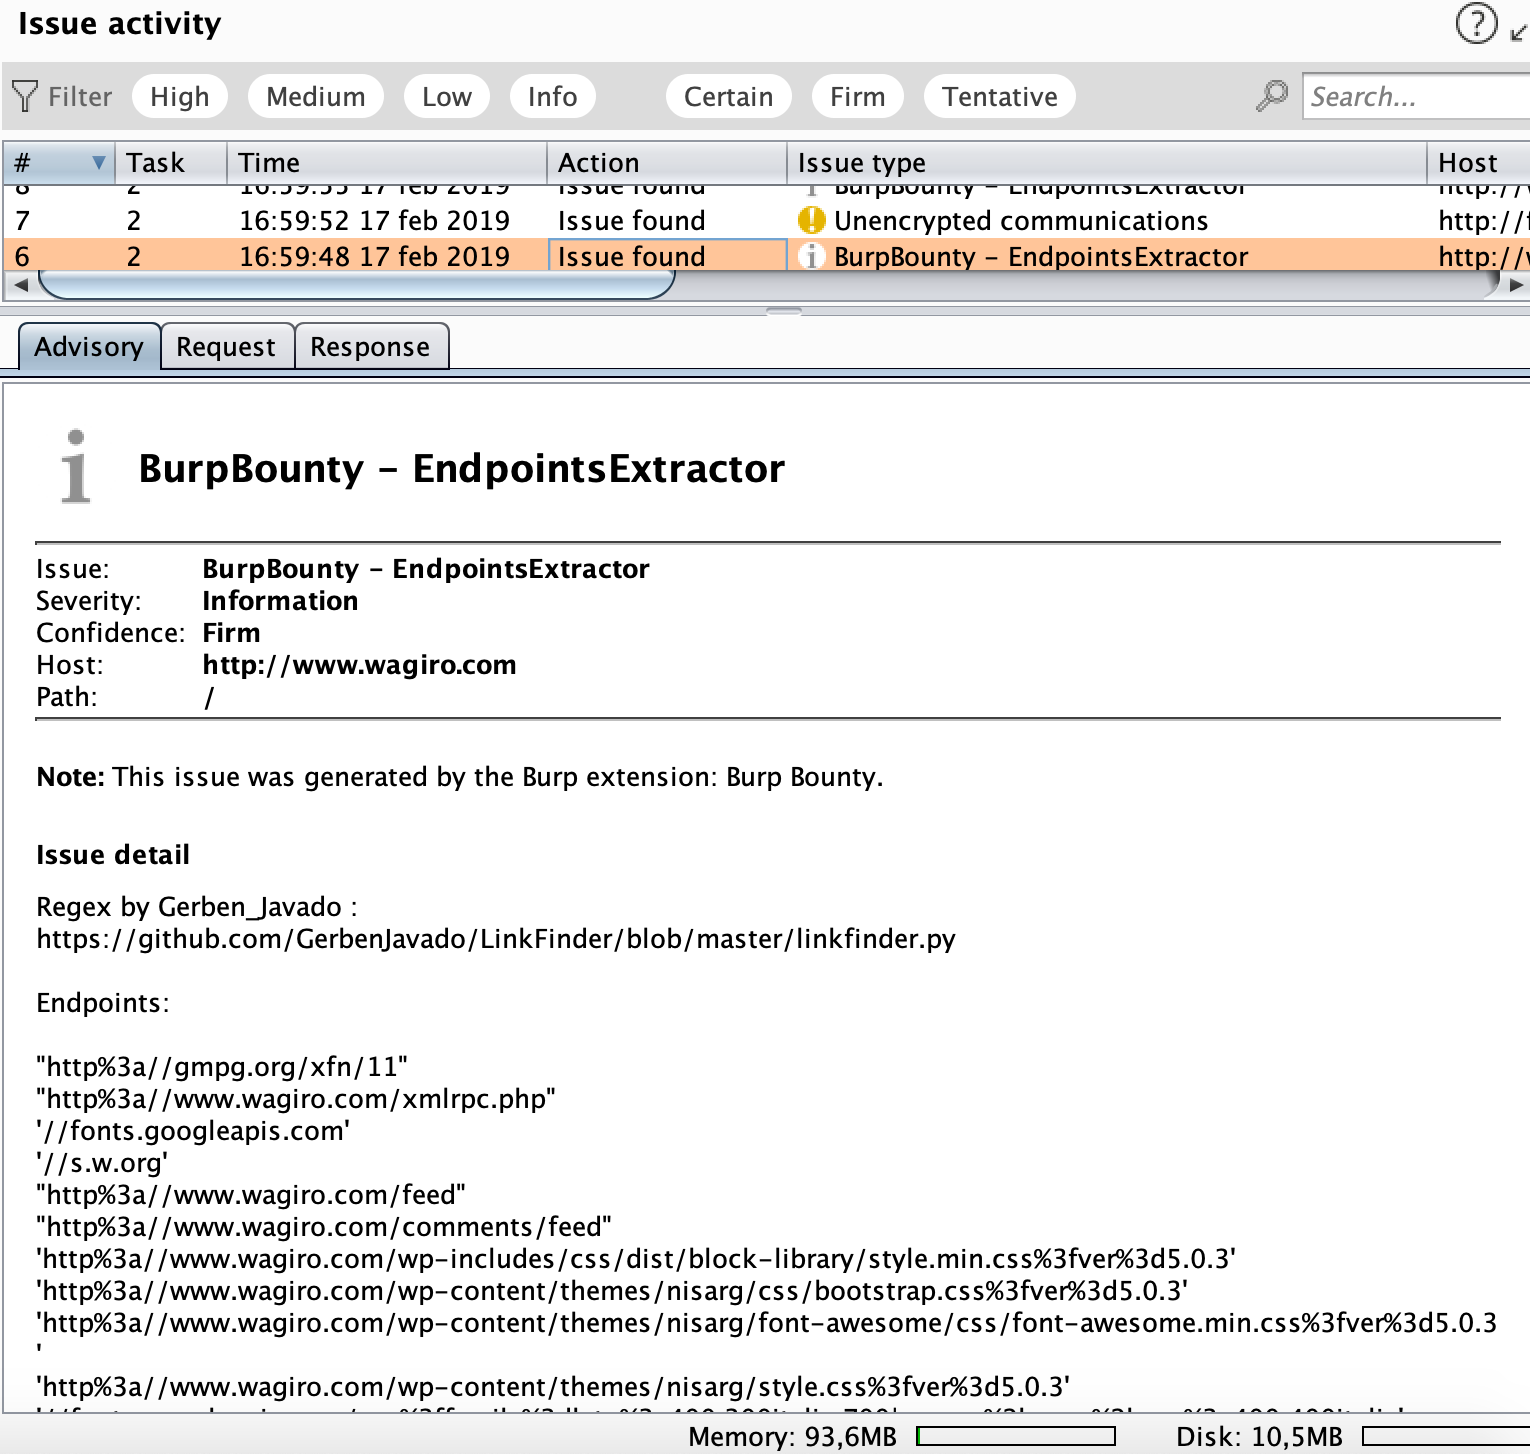 Issue activity
?
Filter High Medium Low Info Certain Firm Tentative Search...
# Task Time Action Issue type Host
8 2 16:59:53 17 feb 2019 Issue found BurpBounty - EndpointsExtractor http://
7 2 16:59:52 17 feb 2019 Issue found Unencrypted communications http://
6 2 16:59:48 17 feb 2019 Issue found BurpBounty - EndpointsExtractor http://
Advisory Request Response
BurpBounty - EndpointsExtractor
Issue: BurpBounty - EndpointsExtractor
Severity: Information
Confidence: Firm
Host: http://www.wagiro.com
Path: /
Note: This issue was generated by the Burp extension: Burp Bounty.
Issue detail
Regex by Gerben_Javado :
https://github.com/GerbenJavado/LinkFinder/blob/master/linkfinder.py
Endpoints:
"http%3a//gmpg.org/xfn/11"
"http%3a//www.wagiro.com/xmlrpc.php"
'//fonts.googleapis.com'
'//s.w.org'
"http%3a//www.wagiro.com/feed"
"http%3a//www.wagiro.com/comments/feed"
'http%3a//www.wagiro.com/wp-includes/css/dist/block-library/style.min.css%3fver%3d5.0.3'
'http%3a//www.wagiro.com/wp-content/themes/nisarg/css/bootstrap.css%3fver%3d5.0.3'
'http%3a//www.wagiro.com/wp-content/themes/nisarg/font-awesome/css/font-awesome.min.css%3fver%3d5.0.3
'
'http%3a//www.wagiro.com/wp-content/themes/nisarg/style.css%3fver%3d5.0.3'
Memory: 93,6MB Disk: 10,5MB